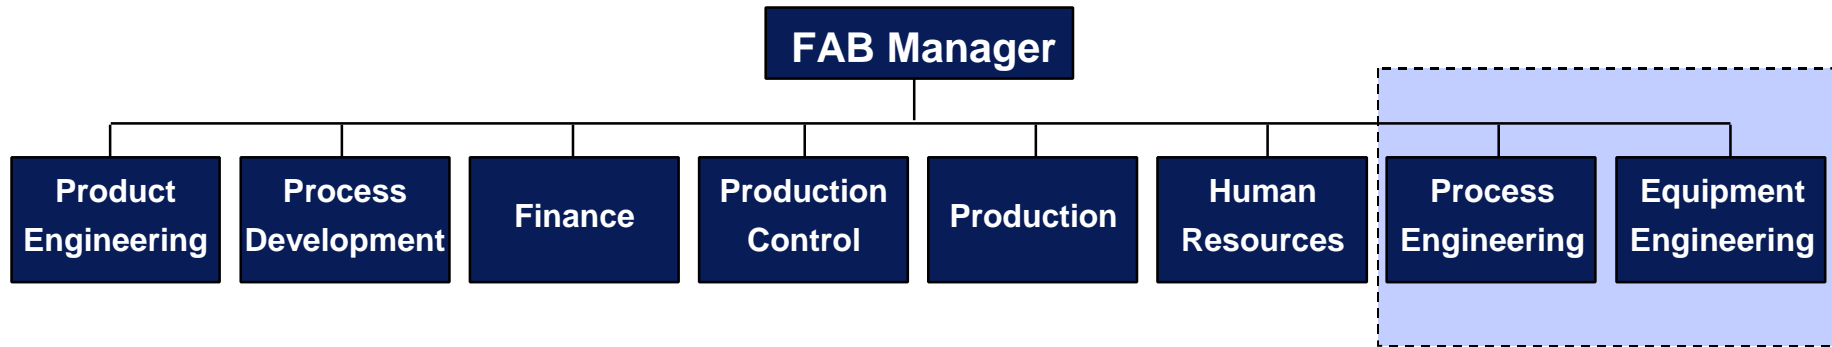 FAB Manager
Product
Engineering
Process
Development
Finance
Production
Control
Production
Human
Resources
Process
Engineering
Equipment
Engineering